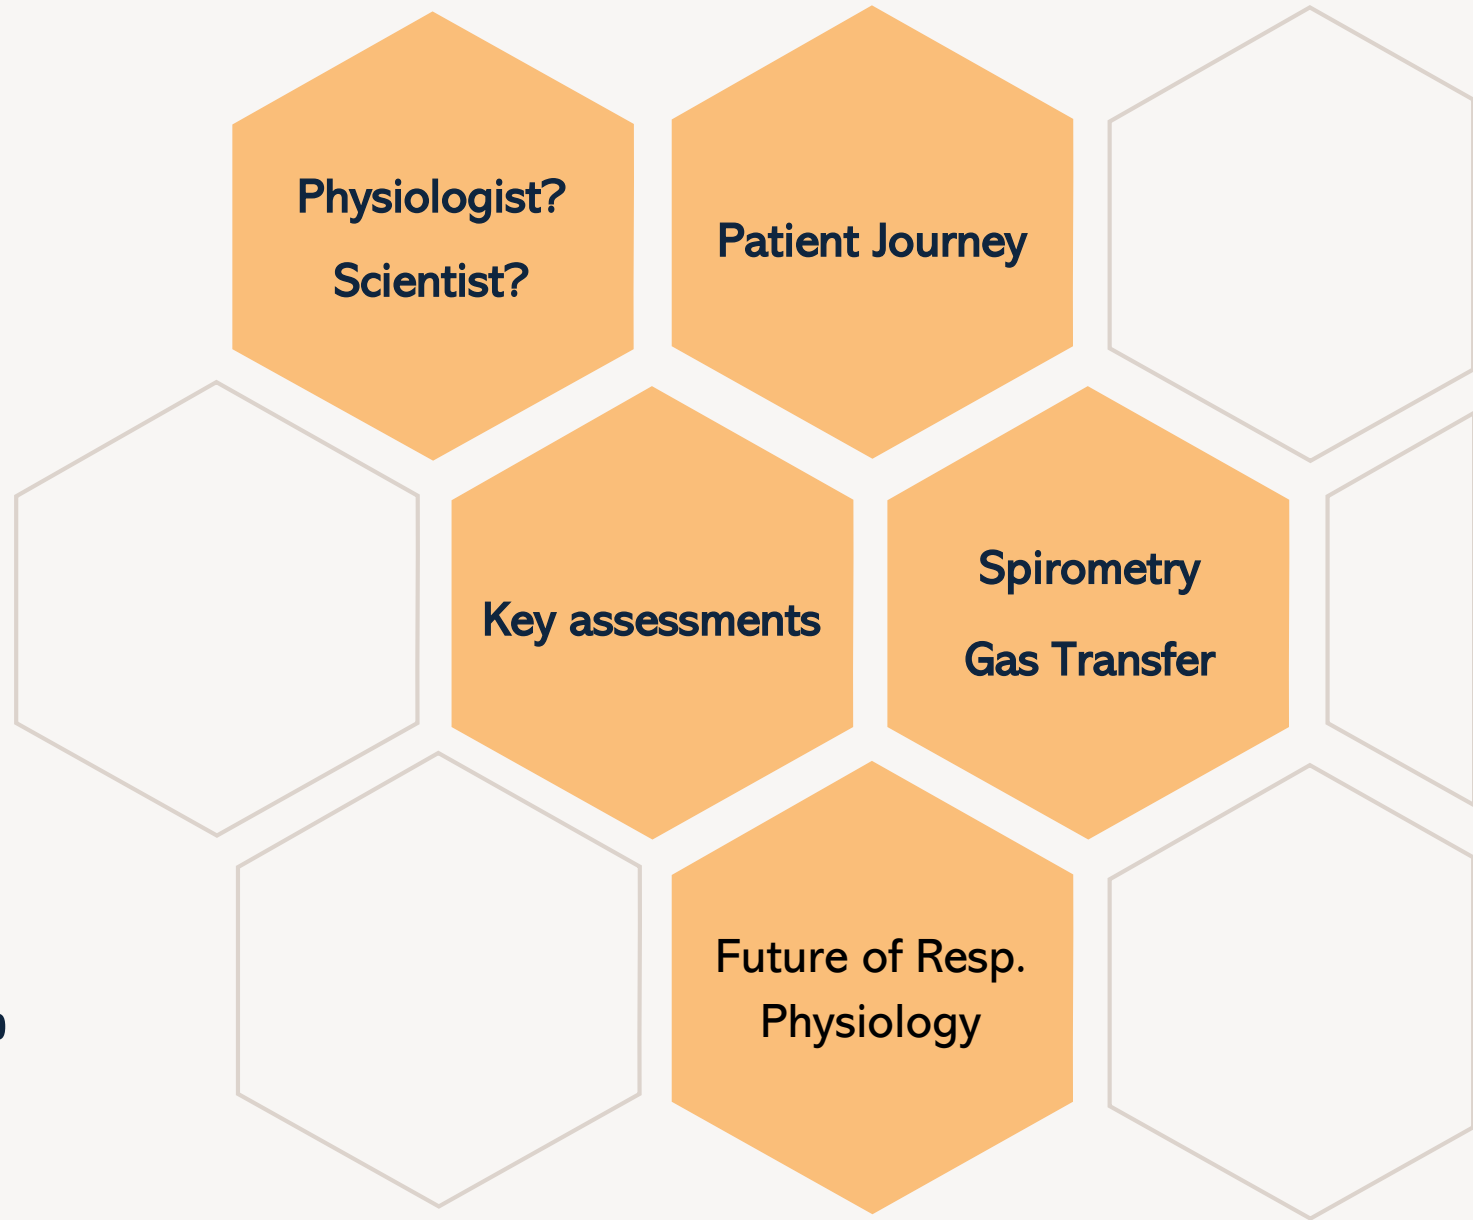 Physiologist?
Scientist?
Patient Journey
Key assessments
Spirometry
Gas Transfer
Future of Resp.
Physiology